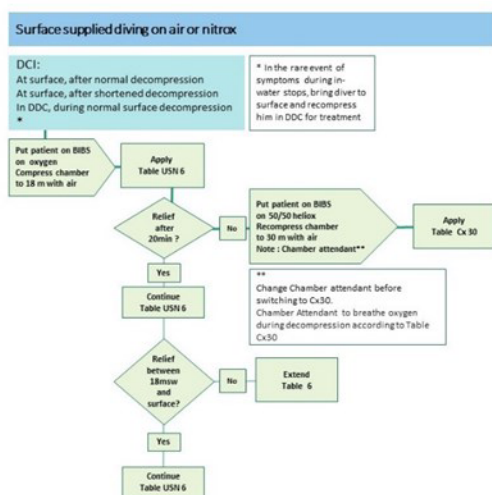 Surface supplied diving on air or nitrox
DCI:
At surface, after normal decompression
At surface, after shortened decompression
In DDC, during normal surface decompression
*
* In the rare event of
symptoms during in-
water stops, bring diver to
surface and recompress
him in DDC for treatment
Put patient on BIBS
on oxygen
Compress chamber
to 18 m with air
Apply
Table USN 6
Relief
after
20min ?
No
Put patient on BIBS
on 50/50 heliox
Recompress chamber
to 30 m with air
Note : Chamber attendant**
Apply
Table Cx 30
Yes
Continue
Table USN 6
**
Change Chamber attendant before
switching to Cx30.
Chamber Attendant to breathe oxygen
during decompression according to Table
Cx30
Relief
between
18msw
and
surface?
No
Extend
Table 6
Yes
Continue
Table USN 6